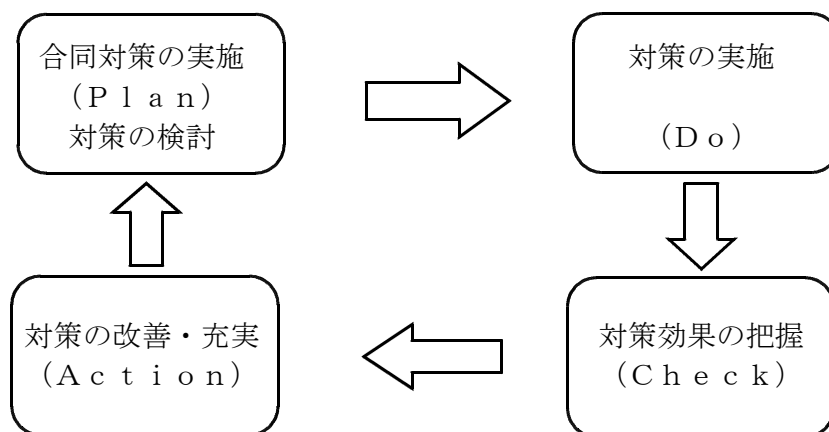 合同対策の実施
（Ｐｌａｎ）
対策の検討
対策の実施
（Ｄｏ）
対策の改善・充実
（Ａｃｔｉｏｎ）
対策効果の把握
（Ｃｈｅｃｋ）